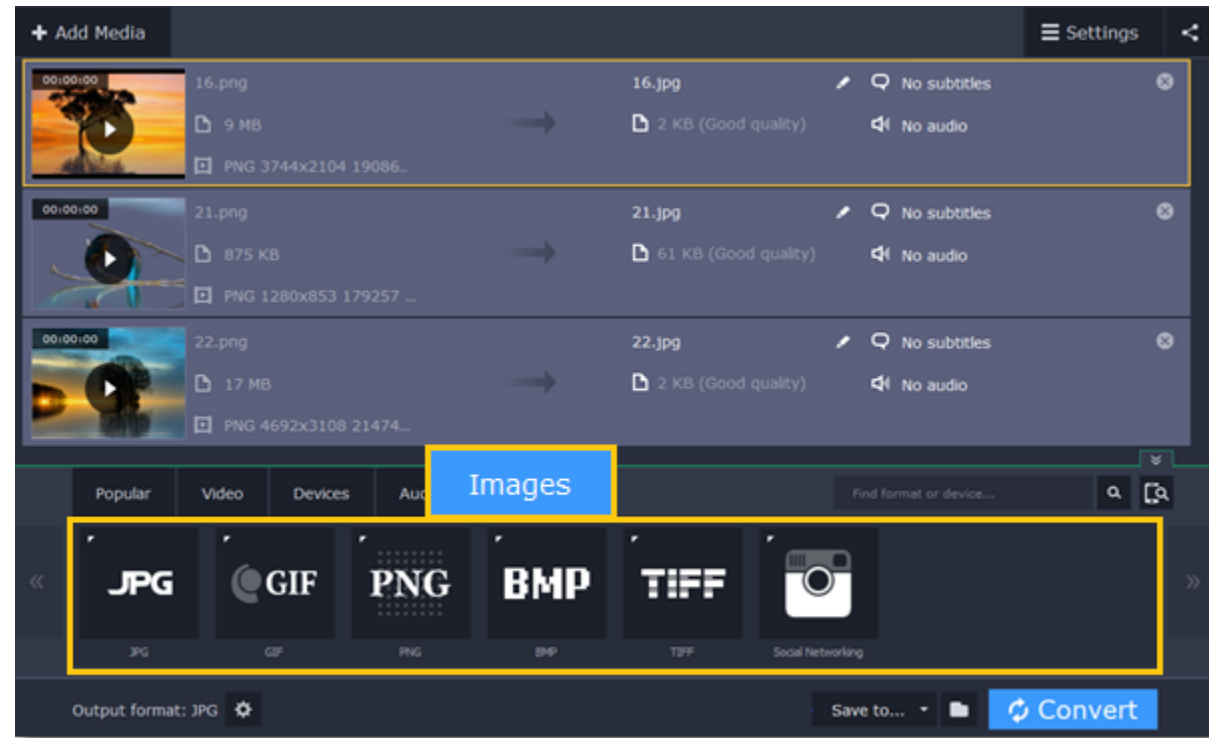 Add Media
Settings
00:00:00
16.png
16.jpg
No subtitles
9 MB
2 KB (Good quality)
No audio
PNG 3744x2104 19086..
00:00:00
21.png
21.jpg
No subtitles
875 KB
61 KB (Good quality)
No audio
PNG 1280x853 179257 ...
00:00:00
22.png
22.jpg
No subtitles
17 MB
2 KB (Good quality)
No audio
PNG 4692x3108 21474...
Popular
Video
Devices
Aud
Images
Find format or device...
JPG
GIF
PNG
BMP
TIFF
JPG
GIF
PNG
BMP
TIFF
Social Networking
Output format: JPG
Save to...
Convert